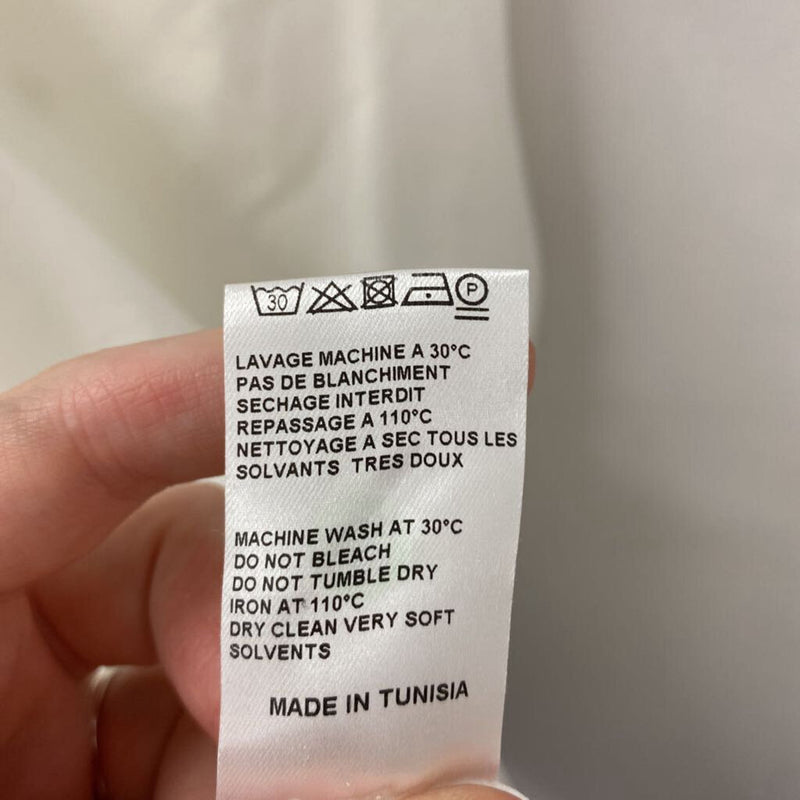 30 P
LAVAGE MACHINE A 30°C
PAS DE BLANCHIMENT
SECHAGE INTERDIT
REPASSAGE A 110°C
NETTOYAGE A SEC TOUS LES
SOLVANTS TRES DOUX
MACHINE WASH AT 30°C
DO NOT BLEACH
DO NOT TUMBLE DRY
IRON AT 110°C
DRY CLEAN VERY SOFT
SOLVENTS
MADE IN TUNISIA